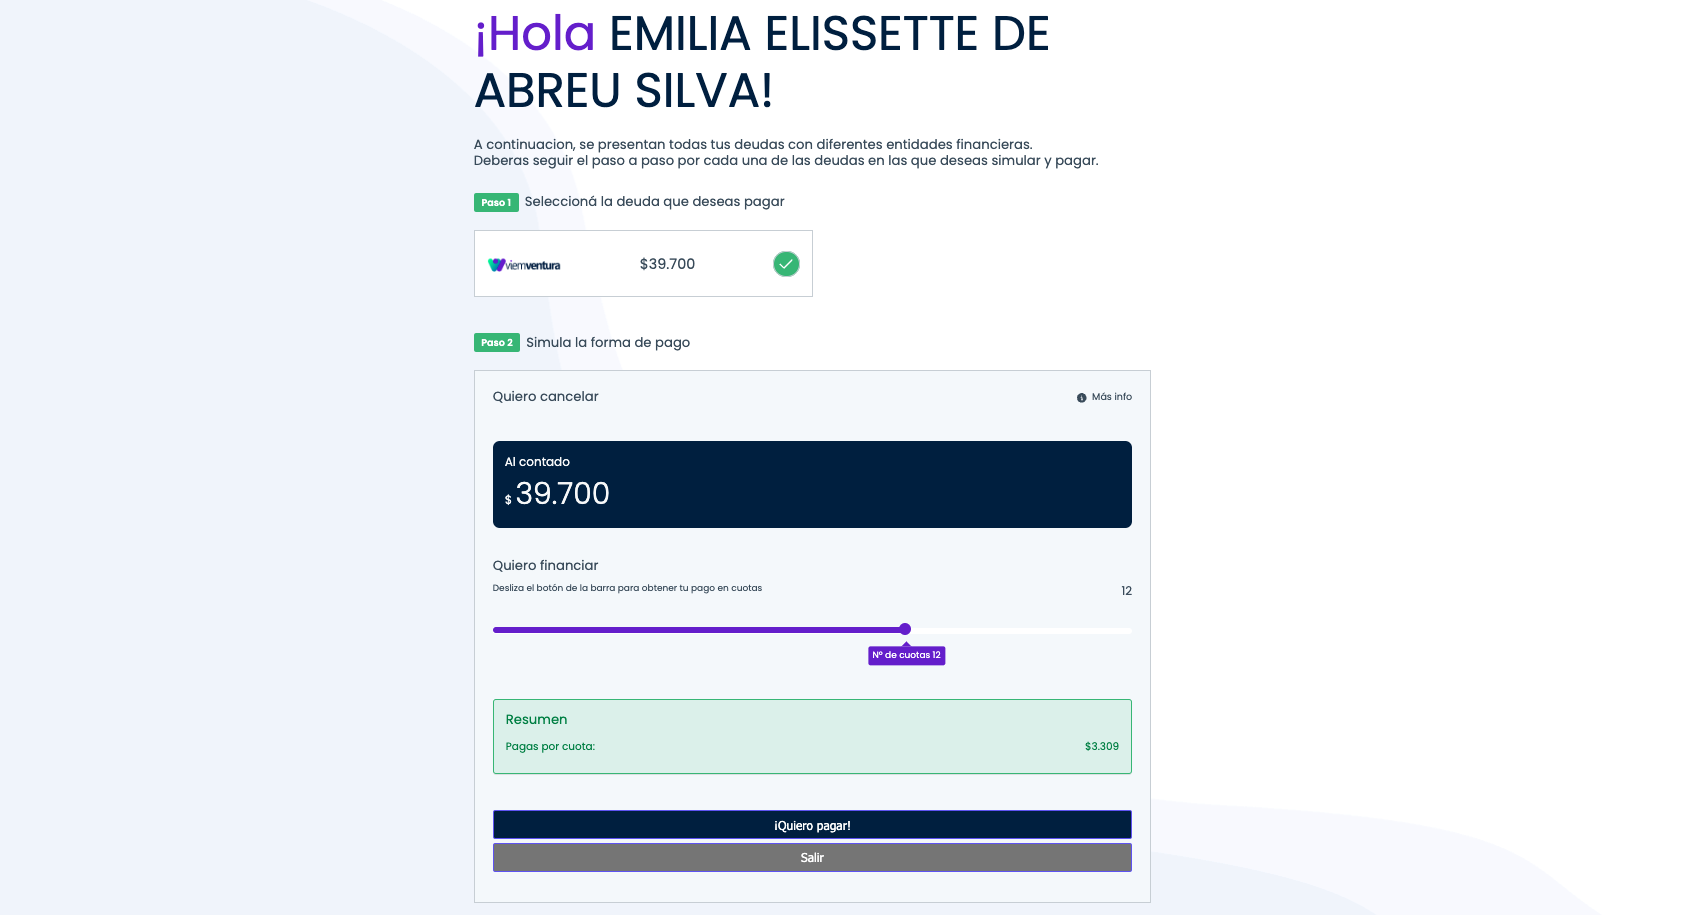 ¡Hola EMILIA ELISSETTE DE
ABREU SILVA!
A continuacion, se presentan todas tus deudas con diferentes entidades financieras.
Deberas seguir el paso a paso por cada una de las deudas en las que deseas simular y pagar.
Paso 1 Seleccioná la deuda que deseas pagar
viemventura $39.700
Paso 2 Simula la forma de pago
Quiero cancelar Más info
Al contado
$ 39.700
Quiero financiar
Desliza el botón de la barra para obtener tu pago en cuotas 12
N° de cuotas 12
Resumen
Pagas por cuota: $3.309
¡Quiero pagar!
Salir